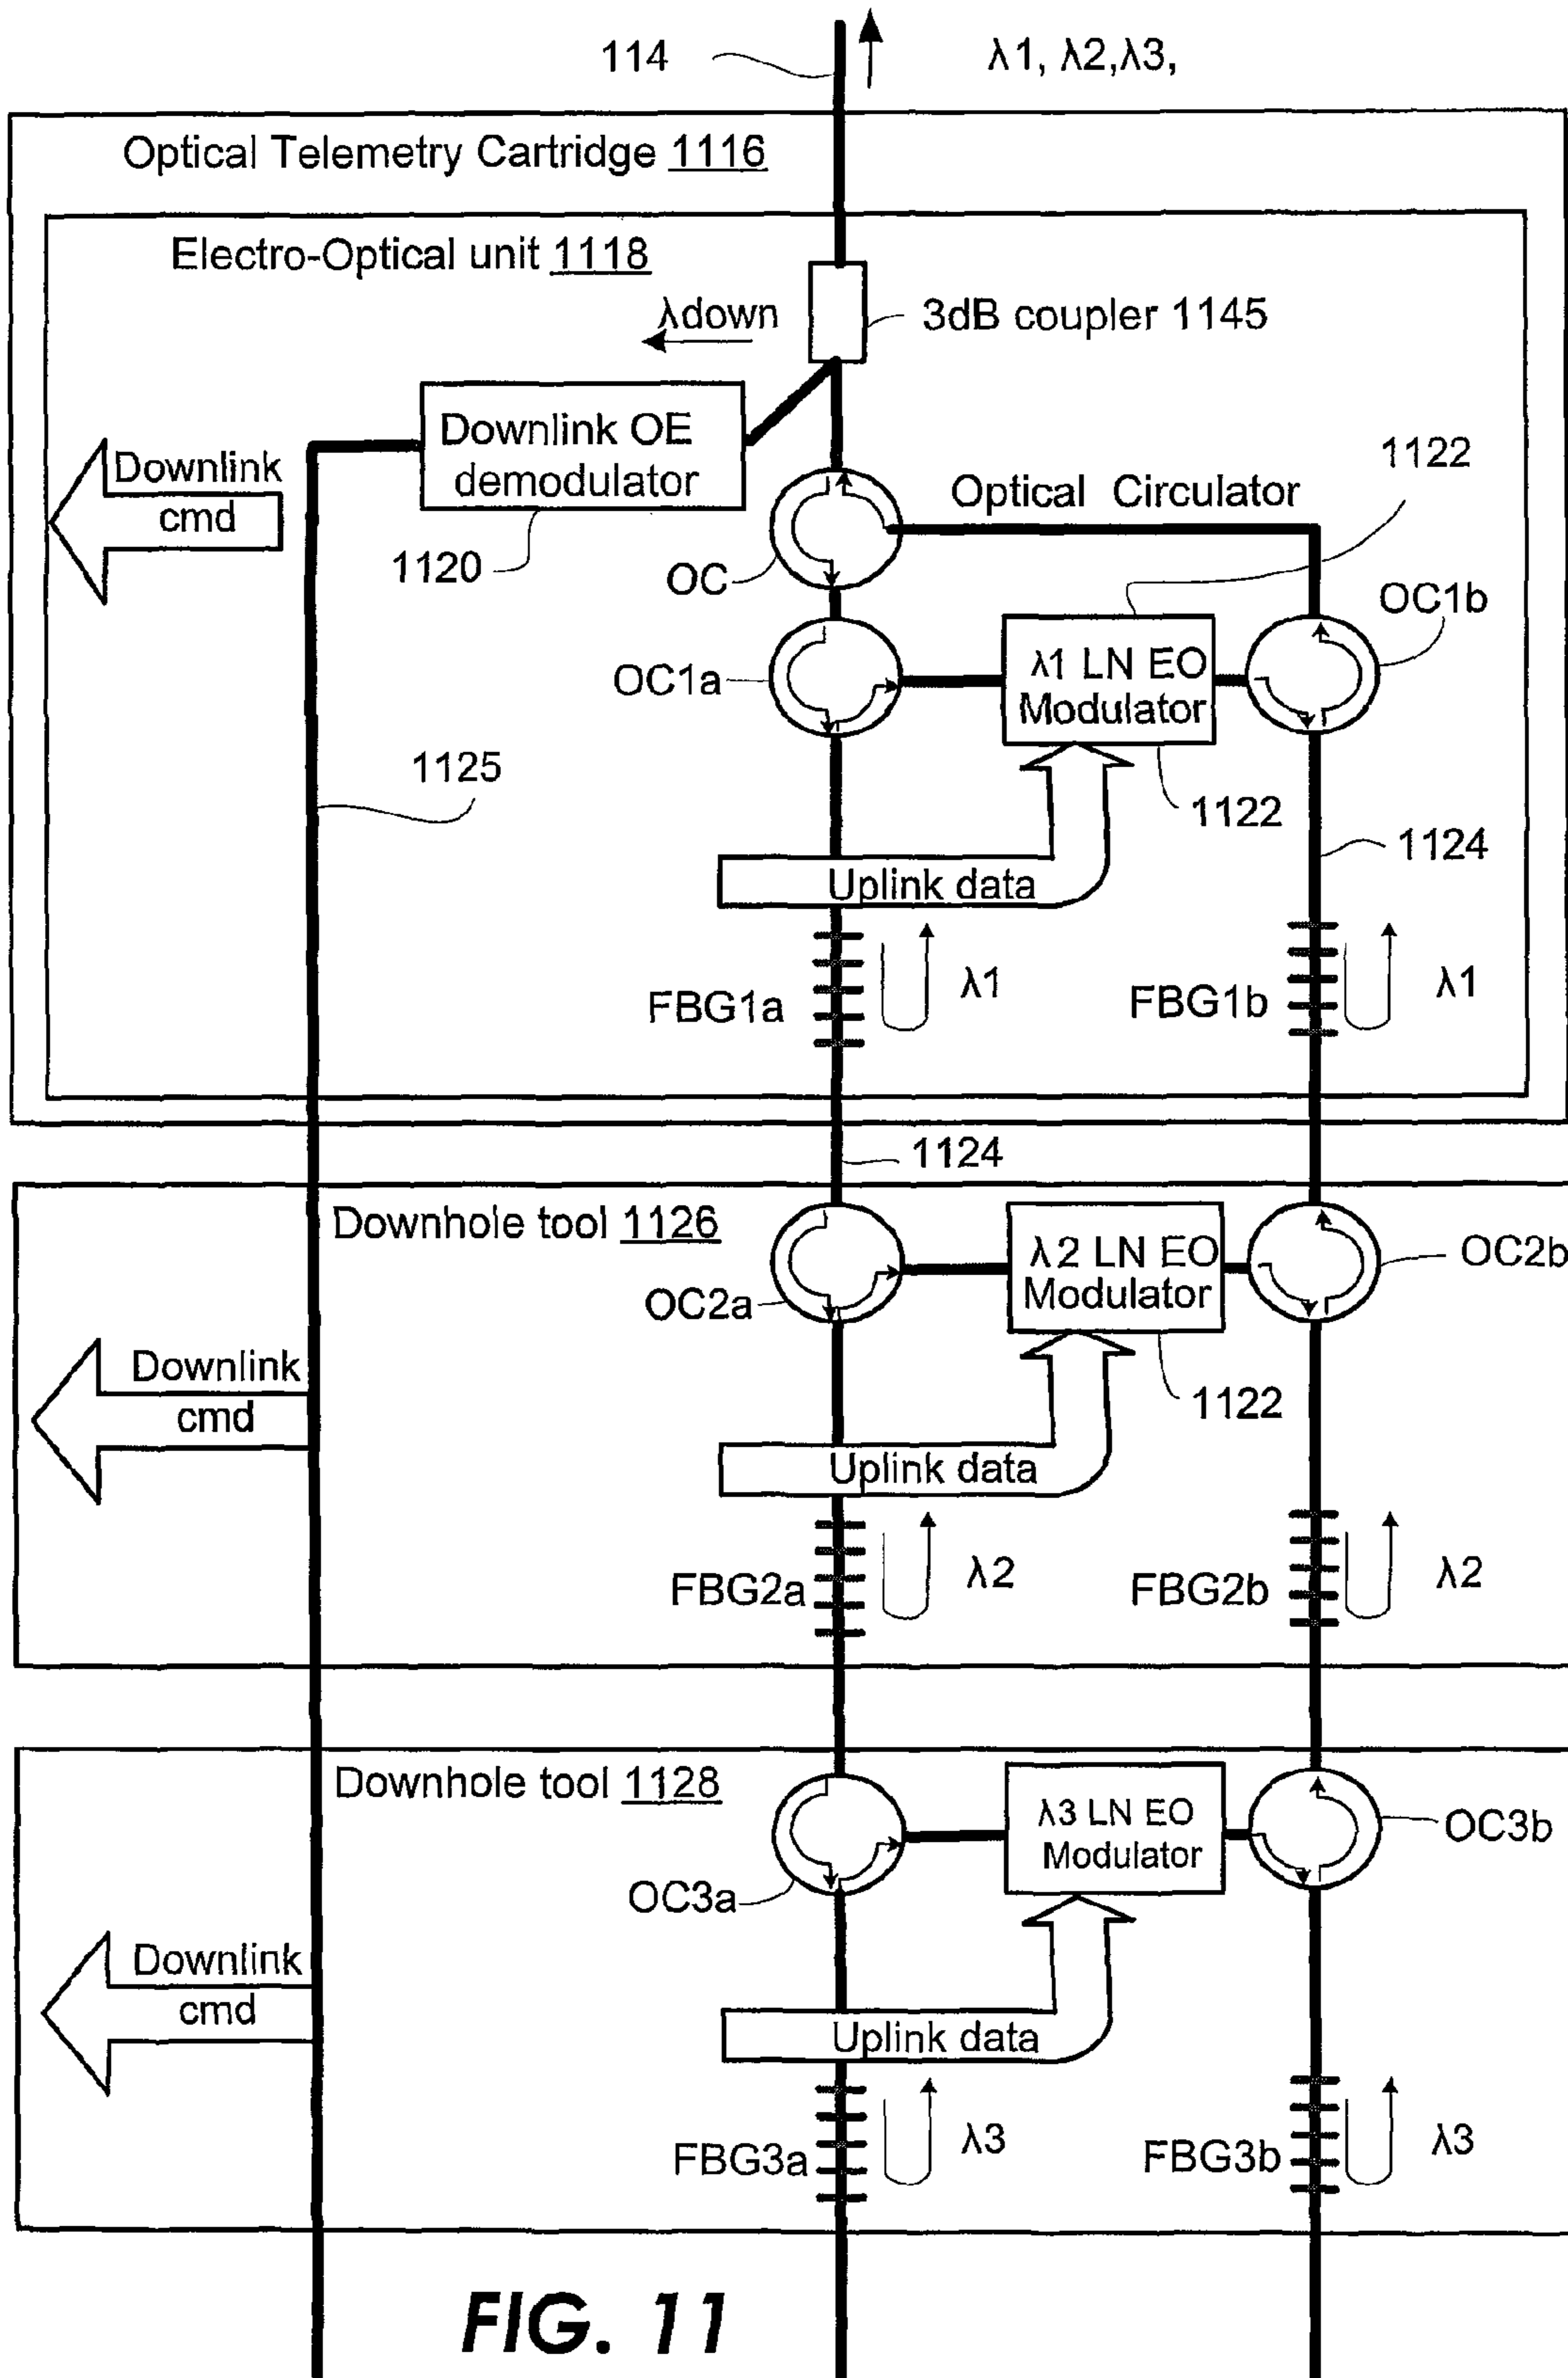 114
λ1, λ2,λ3,
Optical Telemetry Cartridge 1116
Electro-Optical unit 1118
λdown
3dB coupler 1145
Downlink OE
demodulator
1122
Downlink
cmd
Optical Circulator
1120
OC
OC1b
OC1a
λ1 LN EO
Modulator
1125
1122
1124
Uplink data
FBG1a
λ1
FBG1b
λ1
1124
Downhole tool 1126
OC2a
λ2 LN EO
Modulator
OC2b
Downlink
cmd
1122
Uplink data
FBG2a
λ2
FBG2b
λ2
Downhole tool 1128
OC3a
λ3 LN EO
Modulator
OC3b
Downlink
cmd
Uplink data
FBG3a
λ3
FBG3b
λ3
FIG. 11